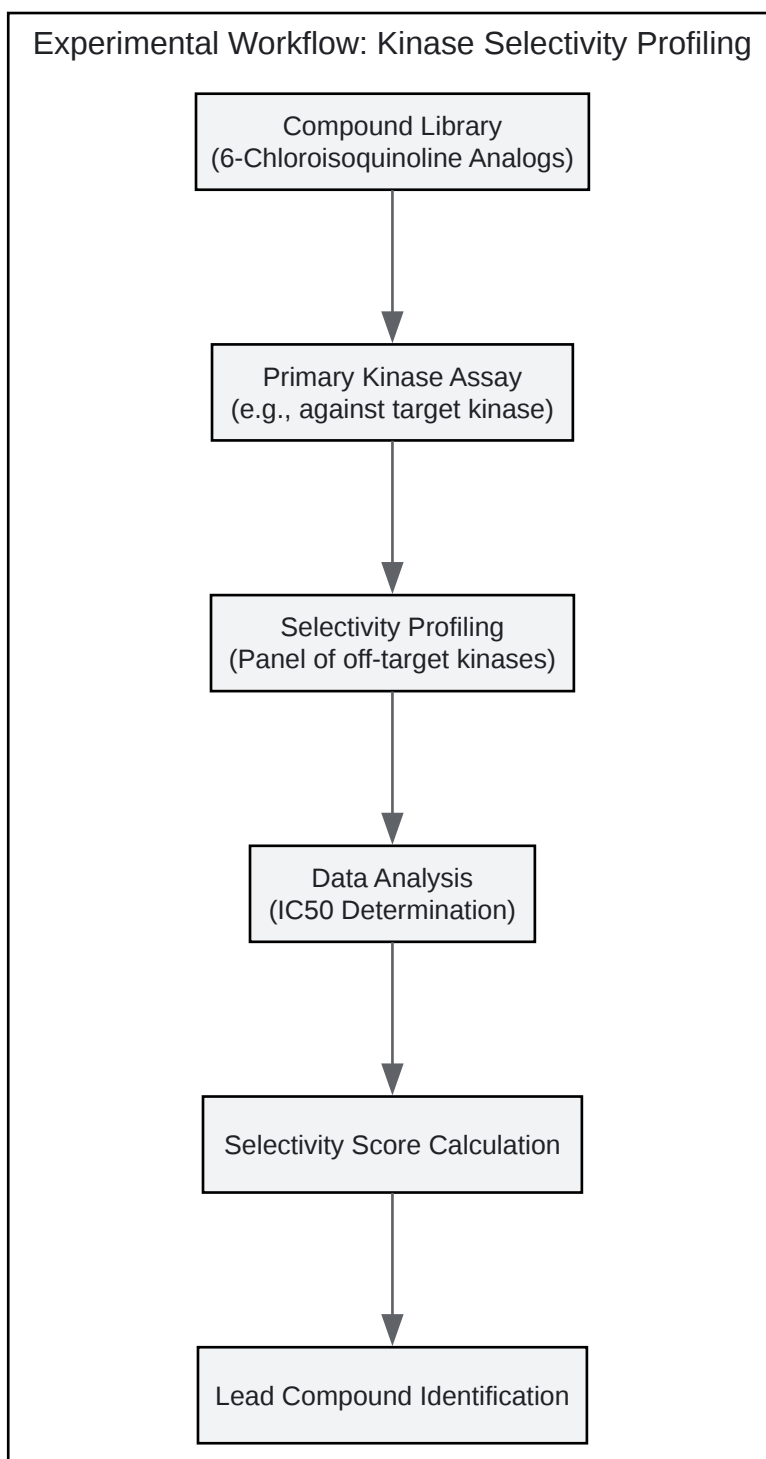 Experimental Workflow: Kinase Selectivity Profiling
Compound Library
(6-Chloroisoquinoline Analogs)
Primary Kinase Assay
(e.g., against target kinase)
Selectivity Profiling
(Panel of off-target kinases)
Data Analysis
(IC50 Determination)
Selectivity Score Calculation
Lead Compound Identification